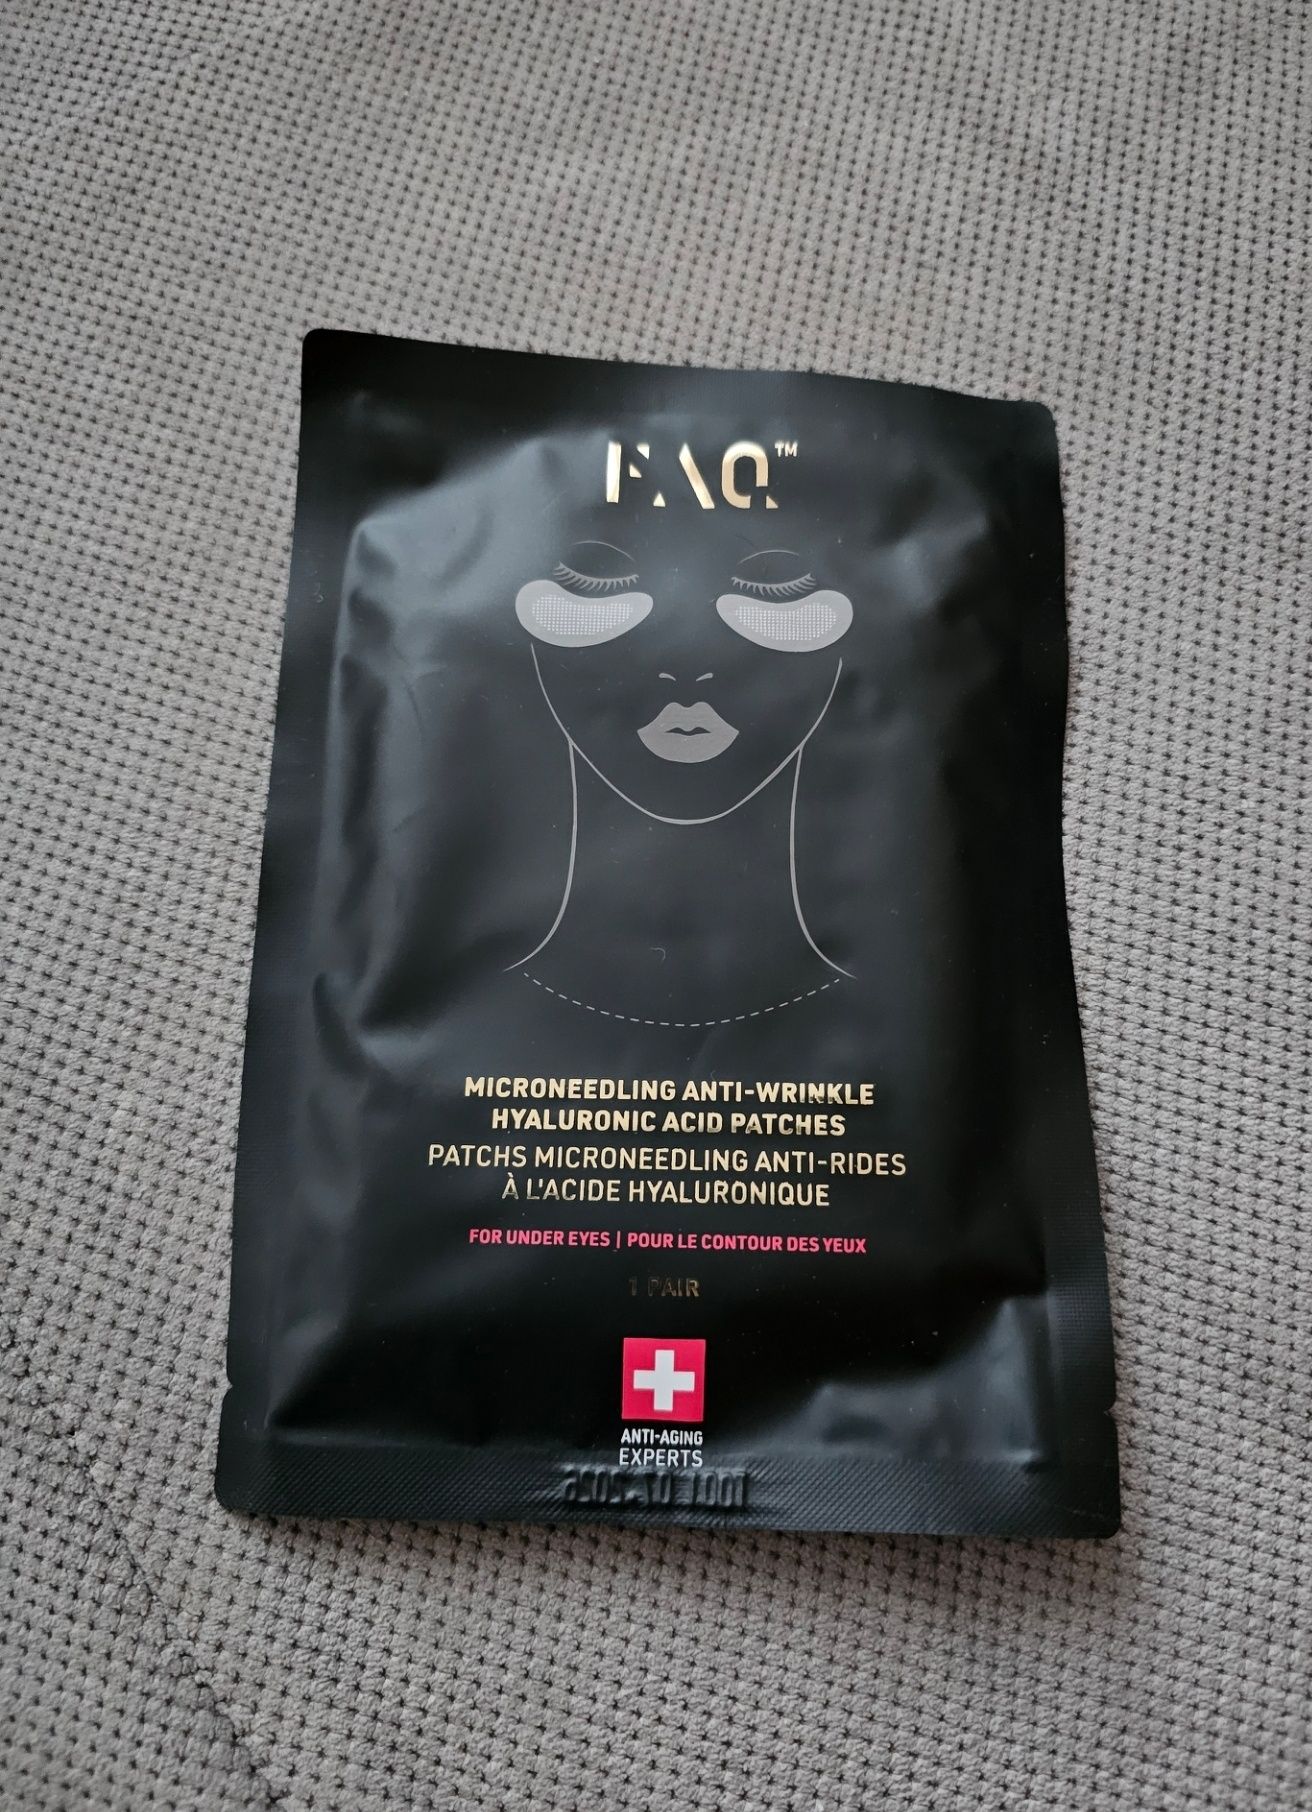 FAQ™
MICRONEEDLING ANTI-WRINKLE
HYALURONIC ACID PATCHES
PATCHS MICRONEEDLING ANTI-RIDES
À L'ACIDE HYALURONIQUE
FOR UNDER EYES | POUR LE CONTOUR DES YEUX
1 PAIR
ANTI-AGING
EXPERTS